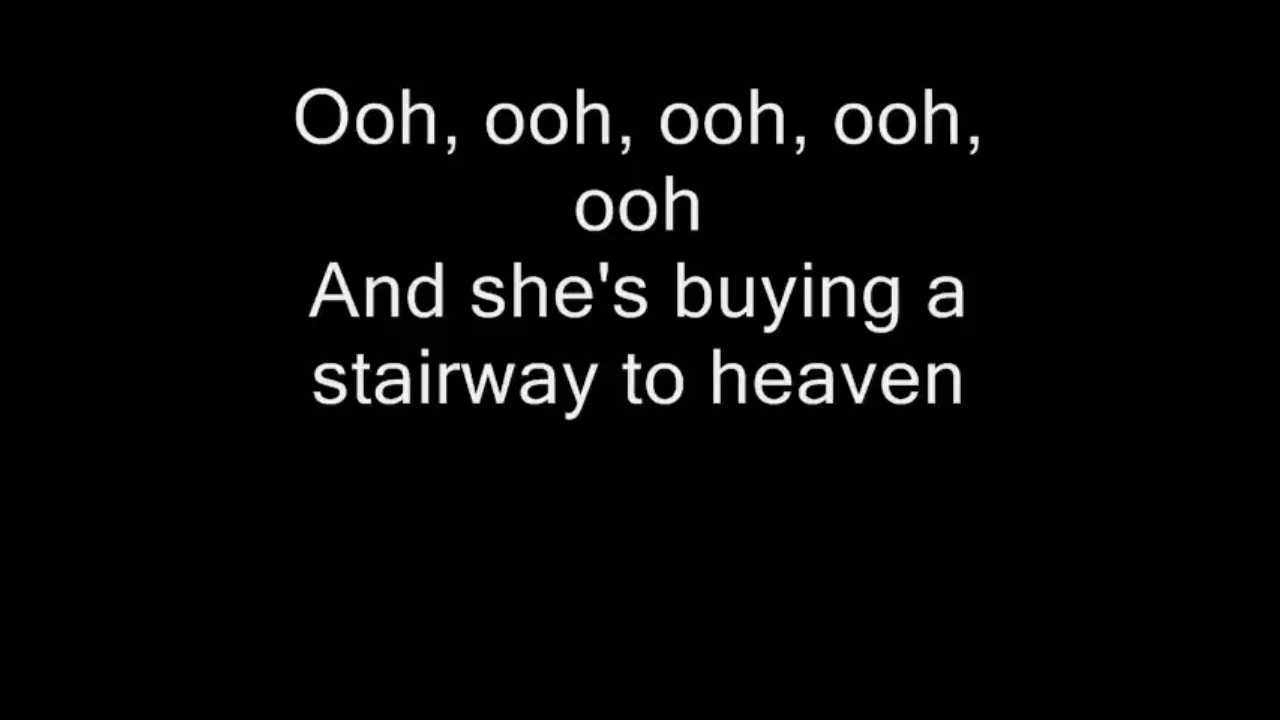 Ooh, ooh, ooh, ooh,
ooh
And she's buying a
stairway to heaven